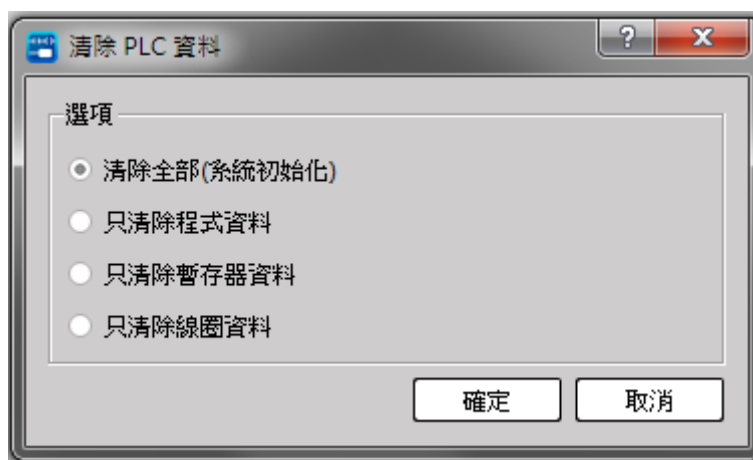 清除 PLC 資料
選項
清除全部(系統初始化)
只清除程式資料
只清除暫存器資料
只清除線圈資料
確定 取消